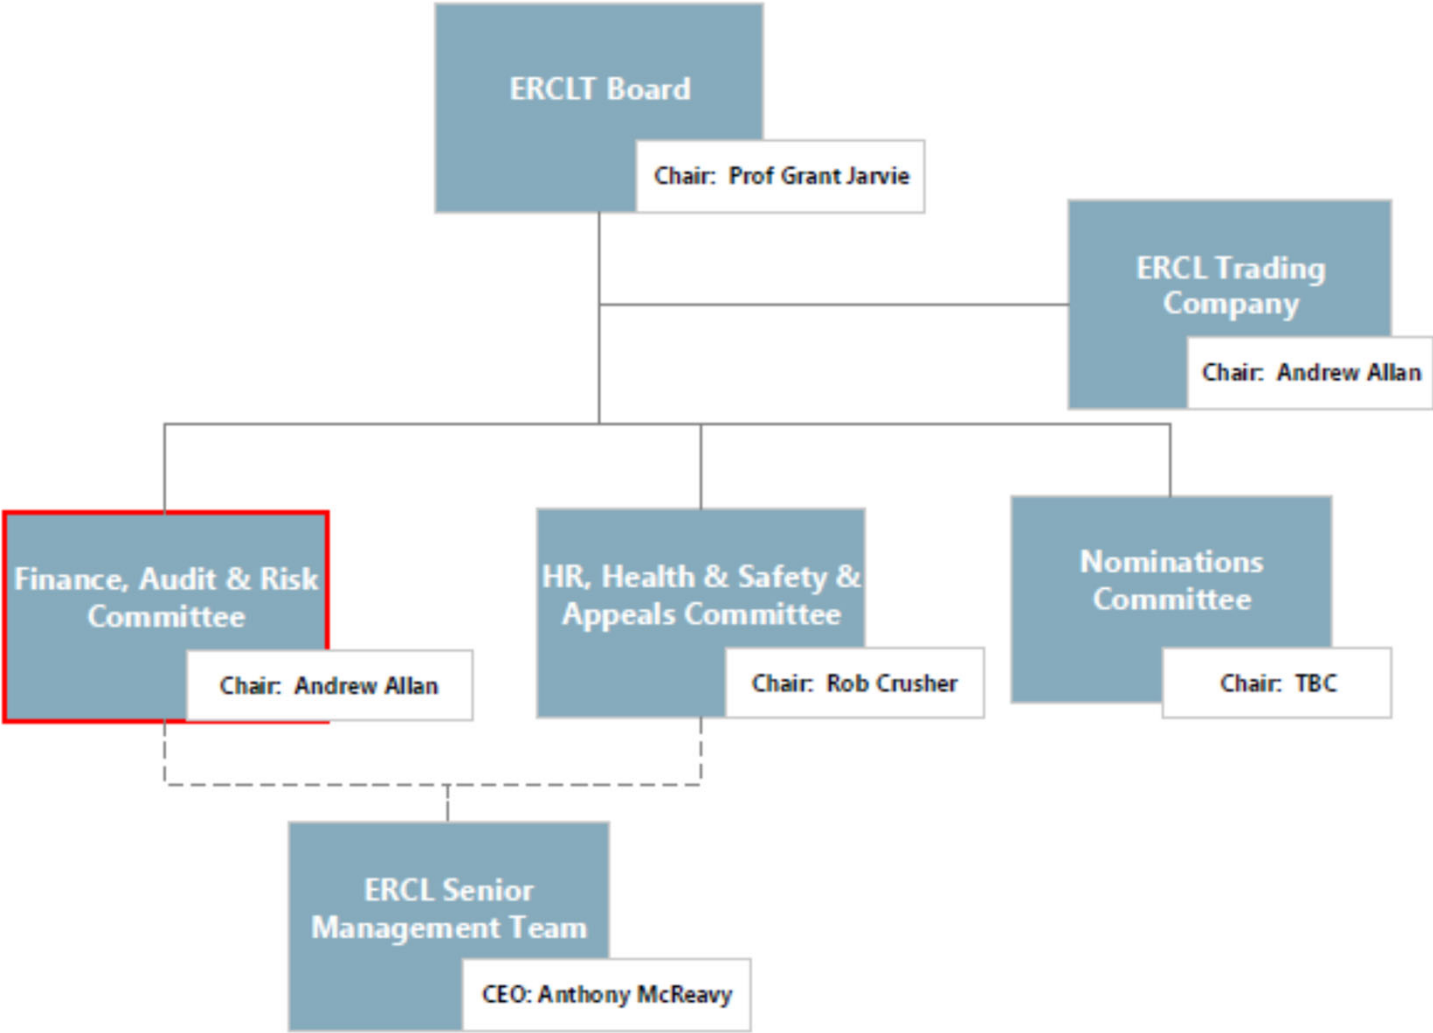 ERCLT Board
Chair: Prof Grant Jarvie
ERCL Trading
Company
Chair: Andrew Allan
Finance, Audit & Risk
Committee
Chair: Andrew Allan
HR, Health & Safety &
Appeals Committee
Chair: Rob Crusher
Nominations
Committee
Chair: TBC
ERCL Senior
Management Team
CEO: Anthony McReavy